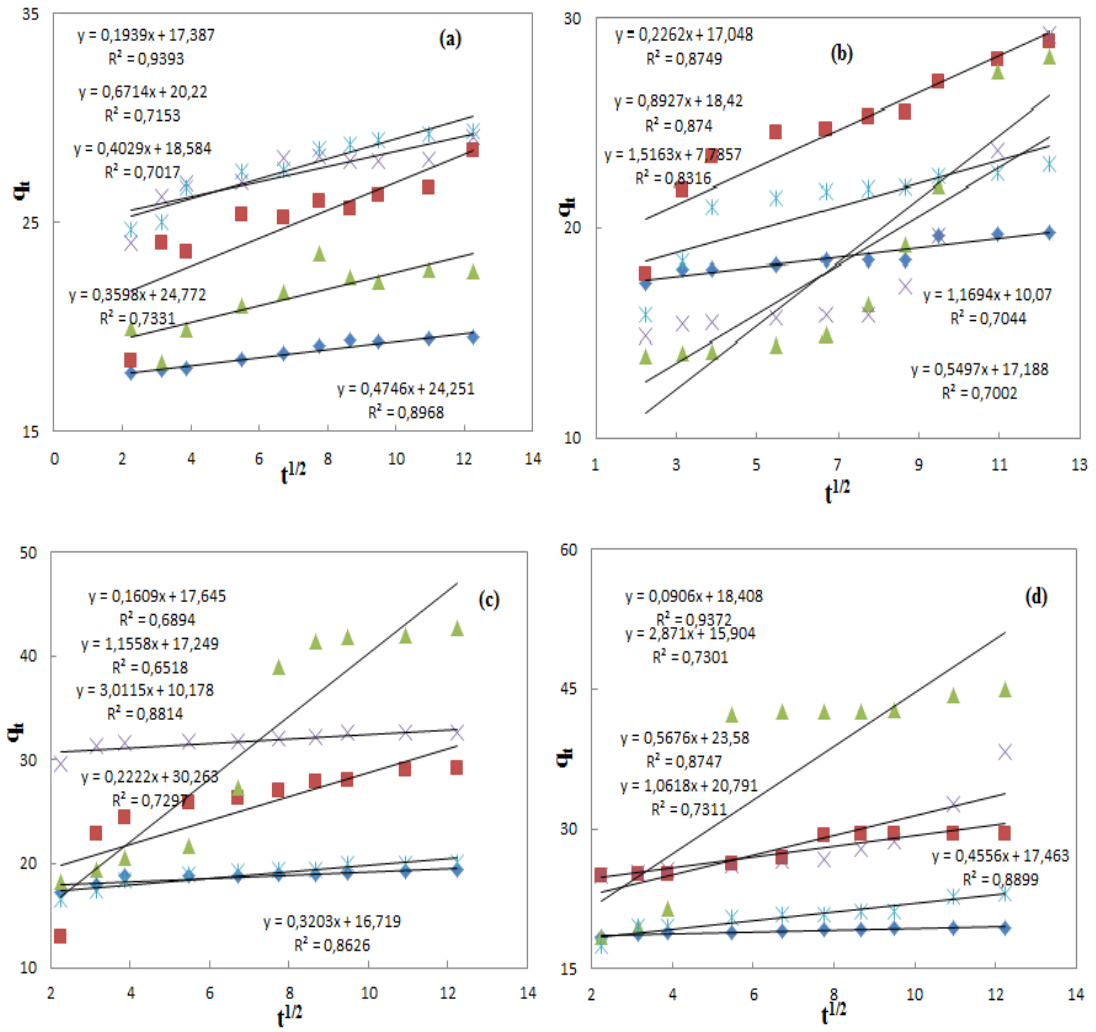 (a)
y = 0,1939x + 17,387
R² = 0,9393
y = 0,6714x + 20,22
R² = 0,7153
y = 0,4029x + 18,584
R² = 0,7017
y = 0,3598x + 24,772
R² = 0,7331
y = 0,4746x + 24,251
R² = 0,8968
35
25
15
qt
0 2 4 6 8 10 12 14
t1/2
(b)
y = 0,2262x + 17,048
R² = 0,8749
y = 0,8927x + 18,42
R² = 0,874
y = 1,5163x + 7,7857
R² = 0,8316
y = 1,1694x + 10,07
R² = 0,7044
y = 0,5497x + 17,188
R² = 0,7002
30
20
10
qt
1 3 5 7 9 11 13
t1/2
(c)
y = 0,1609x + 17,645
R² = 0,6894
y = 1,1558x + 17,249
R² = 0,6518
y = 3,0115x + 10,178
R² = 0,8814
y = 0,2222x + 30,263
R² = 0,7297
y = 0,3203x + 16,719
R² = 0,8626
50
40
30
20
10
qt
2 4 6 8 10 12 14
t1/2
(d)
y = 0,0906x + 18,408
R² = 0,9372
y = 2,871x + 15,904
R² = 0,7301
y = 0,5676x + 23,58
R² = 0,8747
y = 1,0618x + 20,791
R² = 0,7311
y = 0,4556x + 17,463
R² = 0,8899
60
45
30
15
qt
2 4 6 8 10 12 14
t1/2